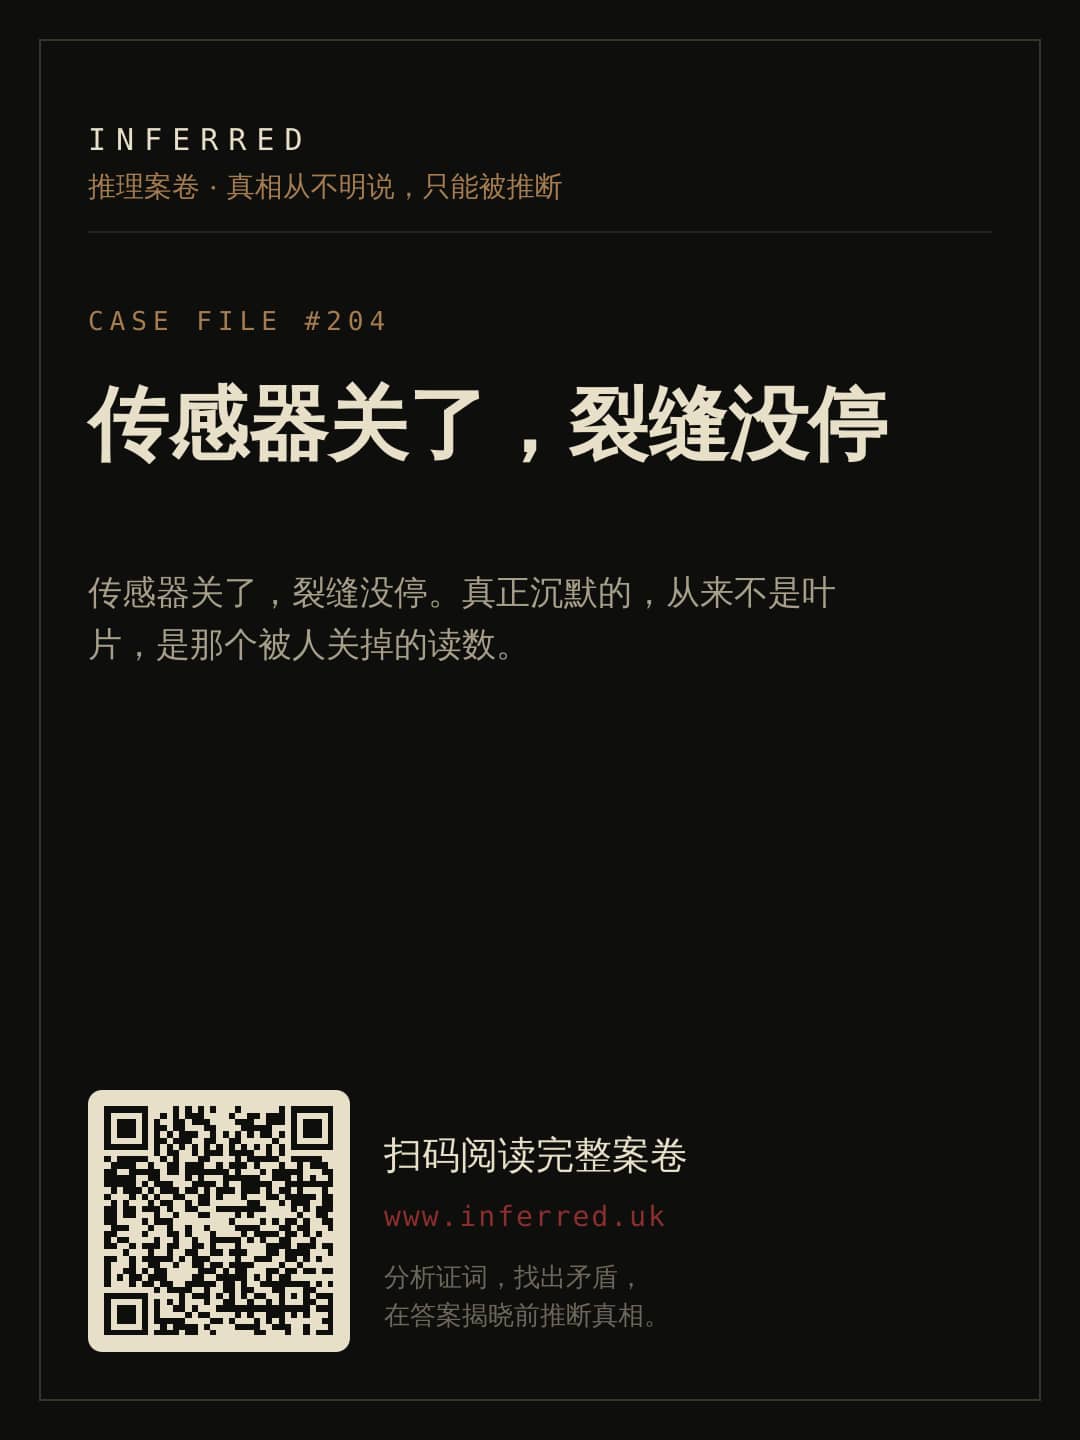 INFERRED
推理案卷 · 真相从不明说，只能被推断
CASE FILE #204
传感器关了，裂缝没停
传感器关了，裂缝没停。真正沉默的，从来不是叶
片，是那个被人关掉的读数。
扫码阅读完整案卷
www.inferred.uk
分析证词，找出矛盾，
在答案揭晓前推断真相。